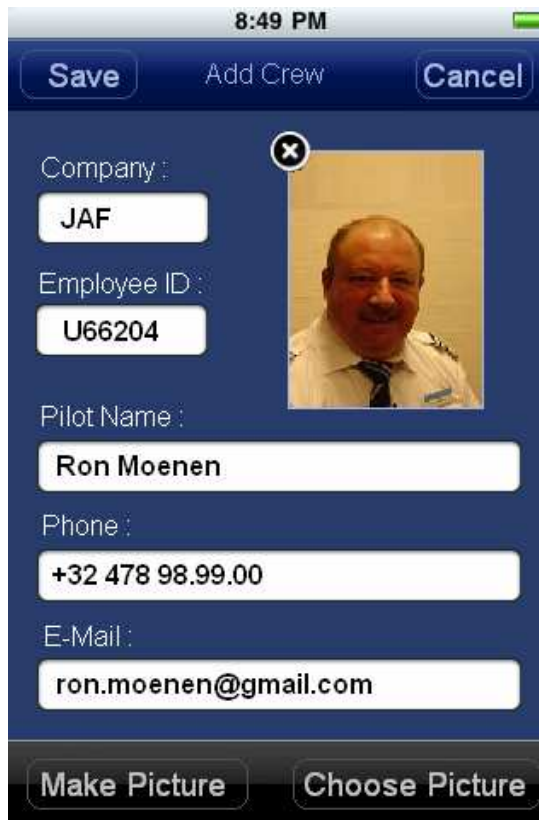 8:49 PM
Save Add Crew Cancel
Company :
JAF
Employee ID :
U66204
Pilot Name :
Ron Moenen
Phone :
+32 478 98.99.00
E-Mail :
ron.moenen@gmail.com
Make Picture Choose Picture